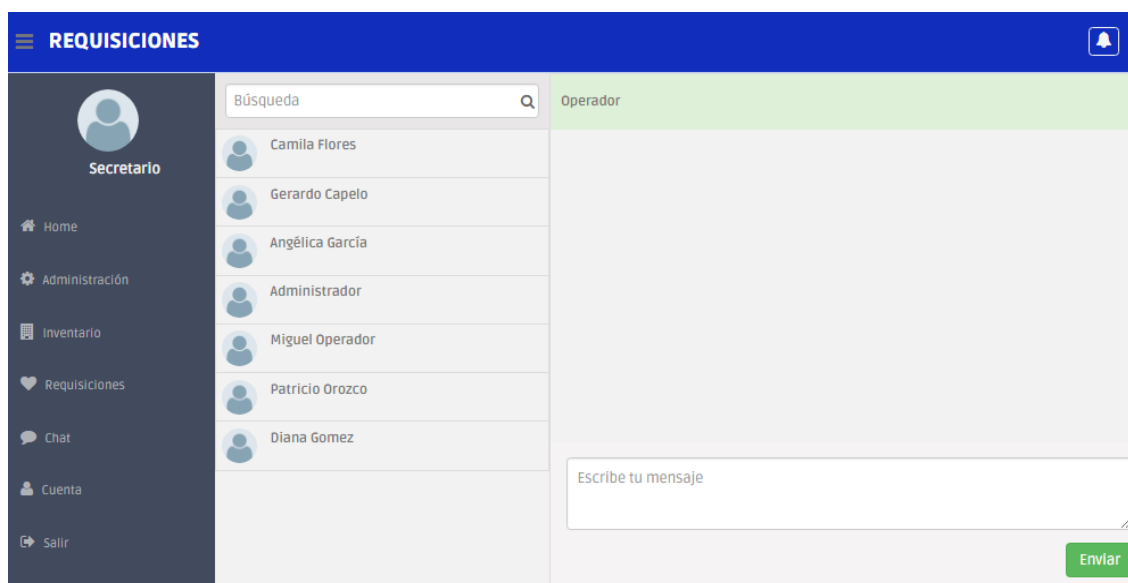 REQUISICIONES
Secretario
Home
Administración
Inventario
Requisiciones
Chat
Cuenta
Salir
Búsqueda
Camila Flores
Gerardo Capelo
Angélica García
Administrador
Miguel Operador
Patricio Orozco
Diana Gomez
Operador
Escribe tu mensaje
Enviar